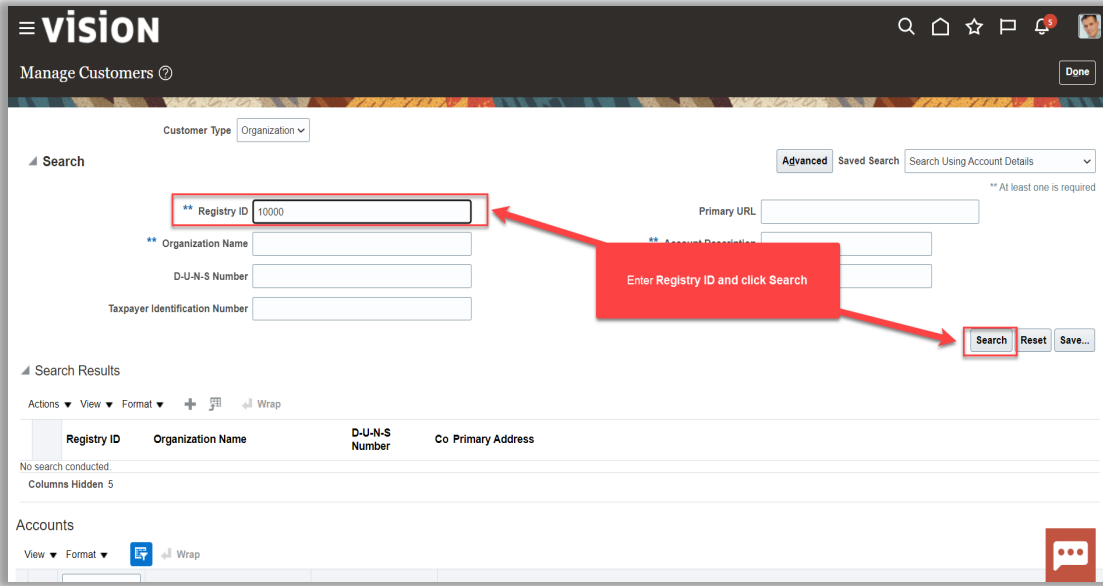 VISION
5
Manage Customers ?
Done
Customer Type Organization
Search
Advanced Saved Search Search Using Account Details
** At least one is required
** Registry ID 10000
Primary URL
** Organization Name
** Account Description
D-U-N-S Number
Taxpayer Identification Number
Enter Registry ID and click Search
Search Reset Save...
Search Results
Actions View Format Wrap
Registry ID Organization Name D-U-N-S Number Co Primary Address
No search conducted.
Columns Hidden 5
Accounts
View Format Wrap